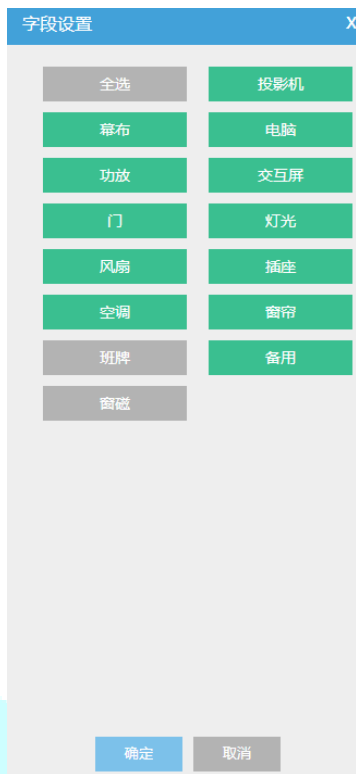 字段设置 X
全选 投影机
幕布 电脑
功放 交互屏
门 灯光
风扇 插座
空调 窗帘
班牌 备用
窗磁
确定 取消